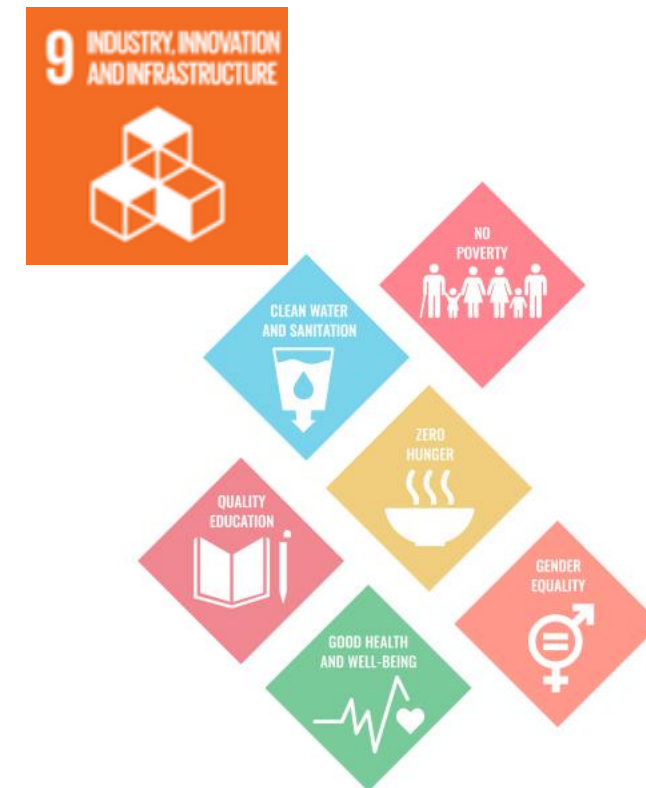 9 INDUSTRY, INNOVATION
AND INFRASTRUCTURE
NO
POVERTY
CLEAN WATER
AND SANITATION
ZERO
HUNGER
QUALITY
EDUCATION
GENDER
EQUALITY
GOOD HEALTH
AND WELL-BEING